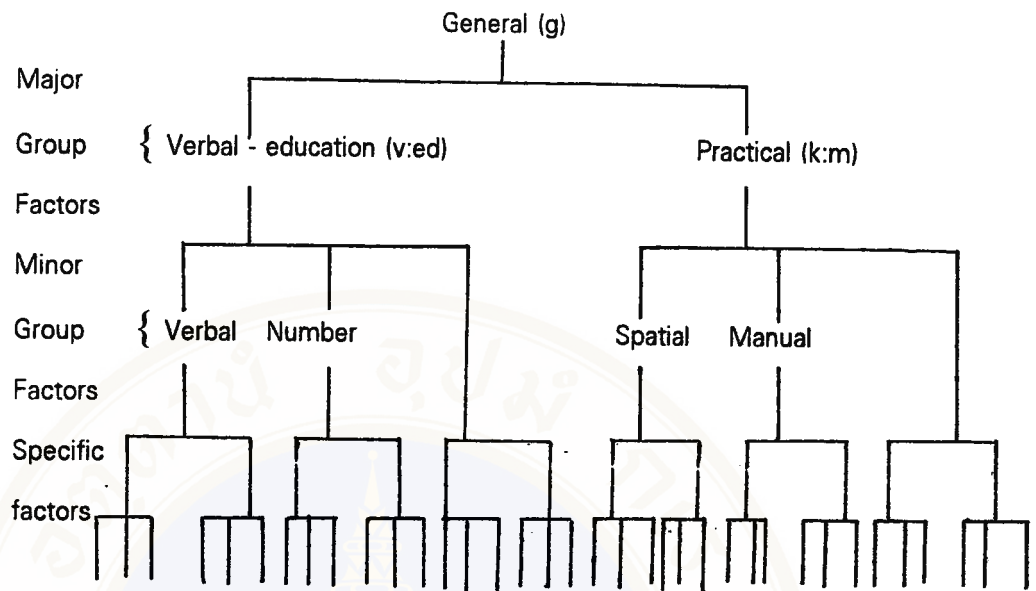 General (g)
Major
Group { Verbal - education (v:ed) Practical (k:m)
Factors
Minor
Group { Verbal Number Spatial Manual
Factors
Specific
factors